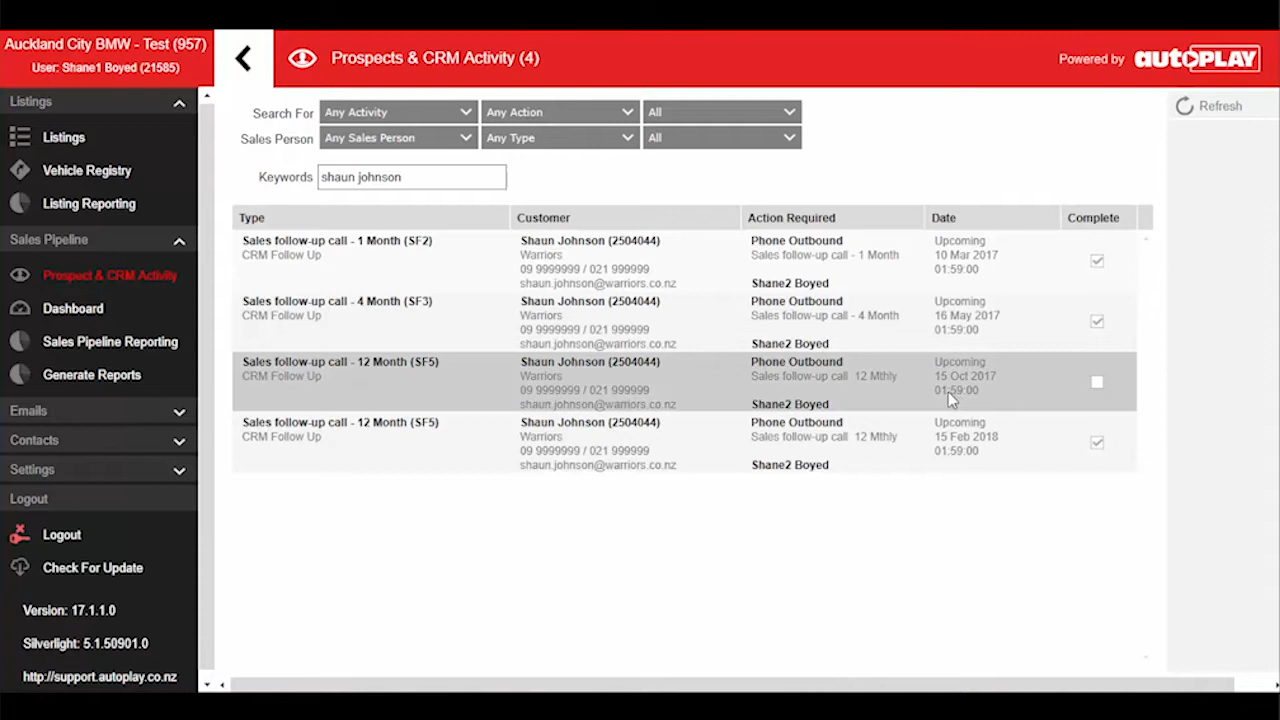 Auckland City BMW - Test (957)
User: Shane1 Boyed (21585)
Prospects & CRM Activity (4)
Powered by autoPLAY
Listings
Listings
Vehicle Registry
Listing Reporting
Sales Pipeline
Prospect & CRM Activity
Dashboard
Sales Pipeline Reporting
Generate Reports
Emails
Contacts
Settings
Logout
Logout
Check For Update
Version: 17.1.1.0
Silverlight: 5.1.50901.0
http://support.autoplay.co.nz
Search For Any Activity Any Action All
Sales Person Any Sales Person Any Type All
Keywords shaun johnson
Refresh
Type Customer Action Required Date Complete
Sales follow-up call - 1 Month (SF2) Shaun Johnson (2504044) Phone Outbound Upcoming
CRM Follow Up Warriors Sales follow-up call - 1 Month 10 Mar 2017
09 9999999 / 021 999999 01:59:00
shaun.johnson@warriors.co.nz Shane2 Boyed
Sales follow-up call - 4 Month (SF3) Shaun Johnson (2504044) Phone Outbound Upcoming
CRM Follow Up Warriors Sales follow-up call - 4 Month 16 May 2017
09 9999999 / 021 999999 01:59:00
shaun.johnson@warriors.co.nz Shane2 Boyed
Sales follow-up call - 12 Month (SF5) Shaun Johnson (2504044) Phone Outbound Upcoming
CRM Follow Up Warriors Sales follow-up call 12 Mthly 15 Oct 2017
09 9999999 / 021 999999 01:59:00
shaun.johnson@warriors.co.nz Shane2 Boyed
Sales follow-up call - 12 Month (SF5) Shaun Johnson (2504044) Phone Outbound Upcoming
CRM Follow Up Warriors Sales follow-up call 12 Mthly 15 Feb 2018
09 9999999 / 021 999999 01:59:00
shaun.johnson@warriors.co.nz Shane2 Boyed